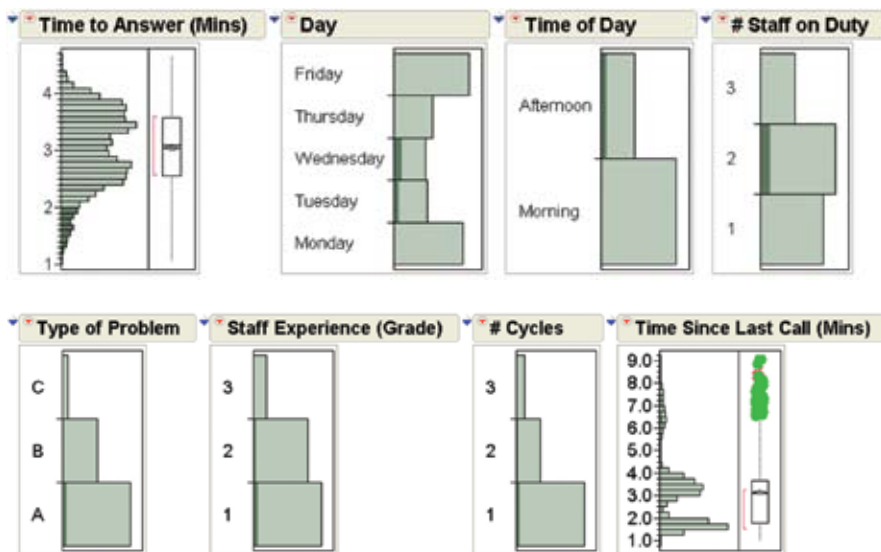 Time to Answer (Mins)
4
3
2
1
Day
Friday
Thursday
Wednesday
Tuesday
Monday
Time of Day
Afternoon
Morning
# Staff on Duty
3
2
1
Type of Problem
C
B
A
Staff Experience (Grade)
3
2
1
# Cycles
3
2
1
Time Since Last Call (Mins)
9.0
8.0
7.0
6.0
5.0
4.0
3.0
2.0
1.0